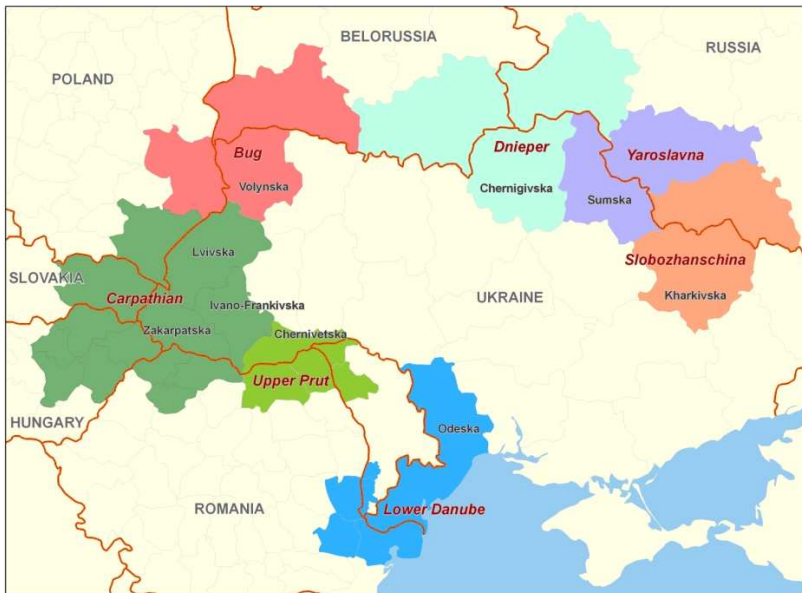 BELORUSSIA
RUSSIA
POLAND
Bug
Dnieper
Yaroslavna
Volynska
Chernigivska
Sumska
Lvivska
Slobozhanschina
SLOVAKIA
Carpathian
Ivano-Frankivska
UKRAINE
Kharkivska
Zakarpatska
Chernivetska
Upper Prut
HUNGARY
Odeska
ROMANIA
Lower Danube